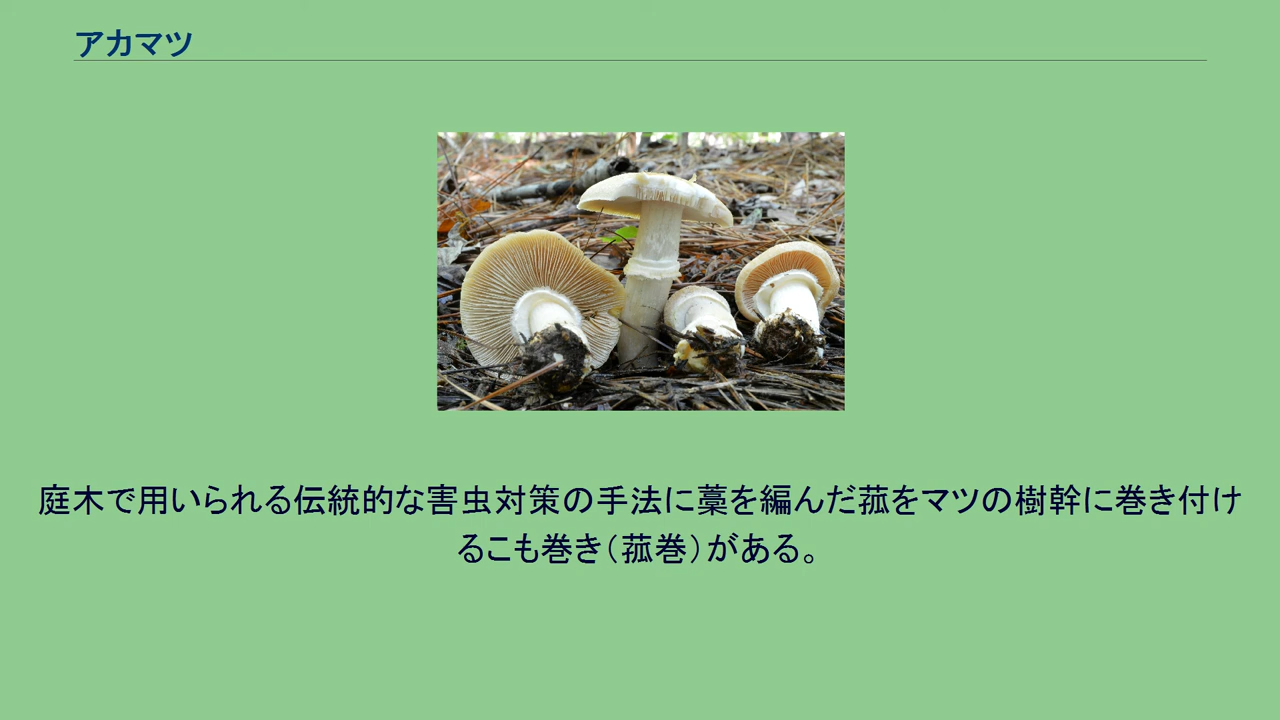 アカマツ
庭木で用いられる伝統的な害虫対策の手法に藁を編んだ菰をマツの樹幹に巻き付け
るこも巻き（菰巻）がある。